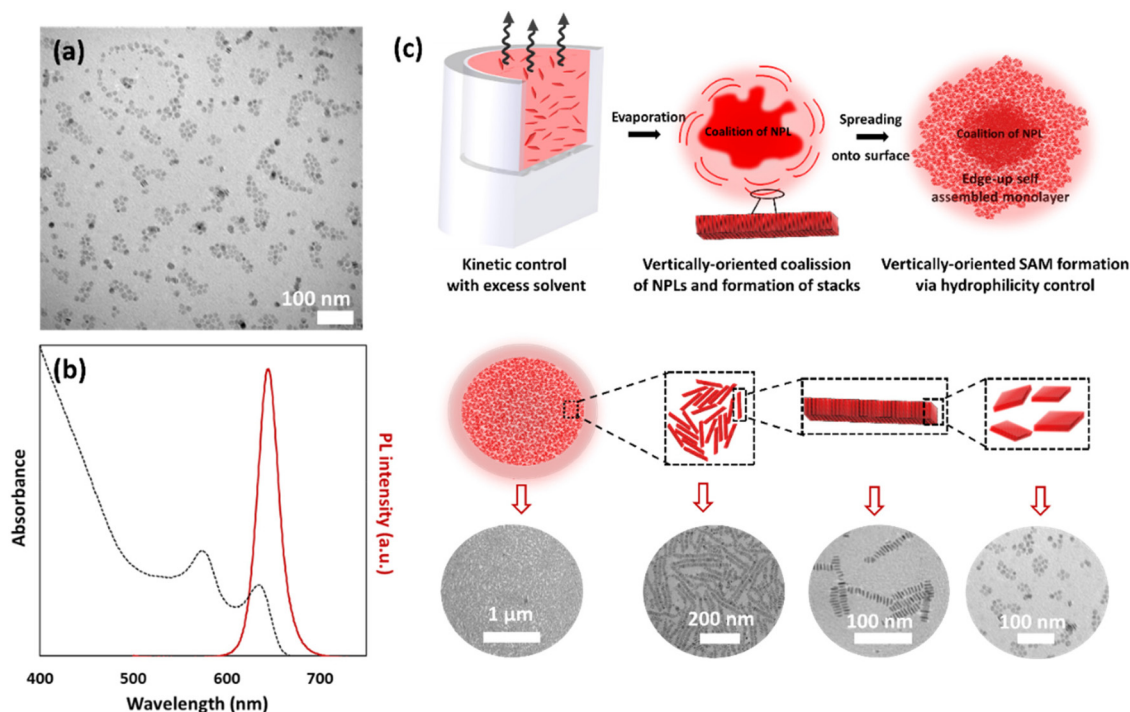 (a)
100 nm
(b)
Absorbance
PL intensity (a.u.)
400
500
600
700
Wavelength (nm)
(c)
Evaporation
Coalition of NPL
Spreading
onto surface
Coalition of NPL
Edge-up self
assembled monolayer
Kinetic control
with excess solvent
Vertically-oriented coalission
of NPLs and formation of stacks
Vertically-oriented SAM formation
via hydrophilicity control
1 μm
200 nm
100 nm
100 nm